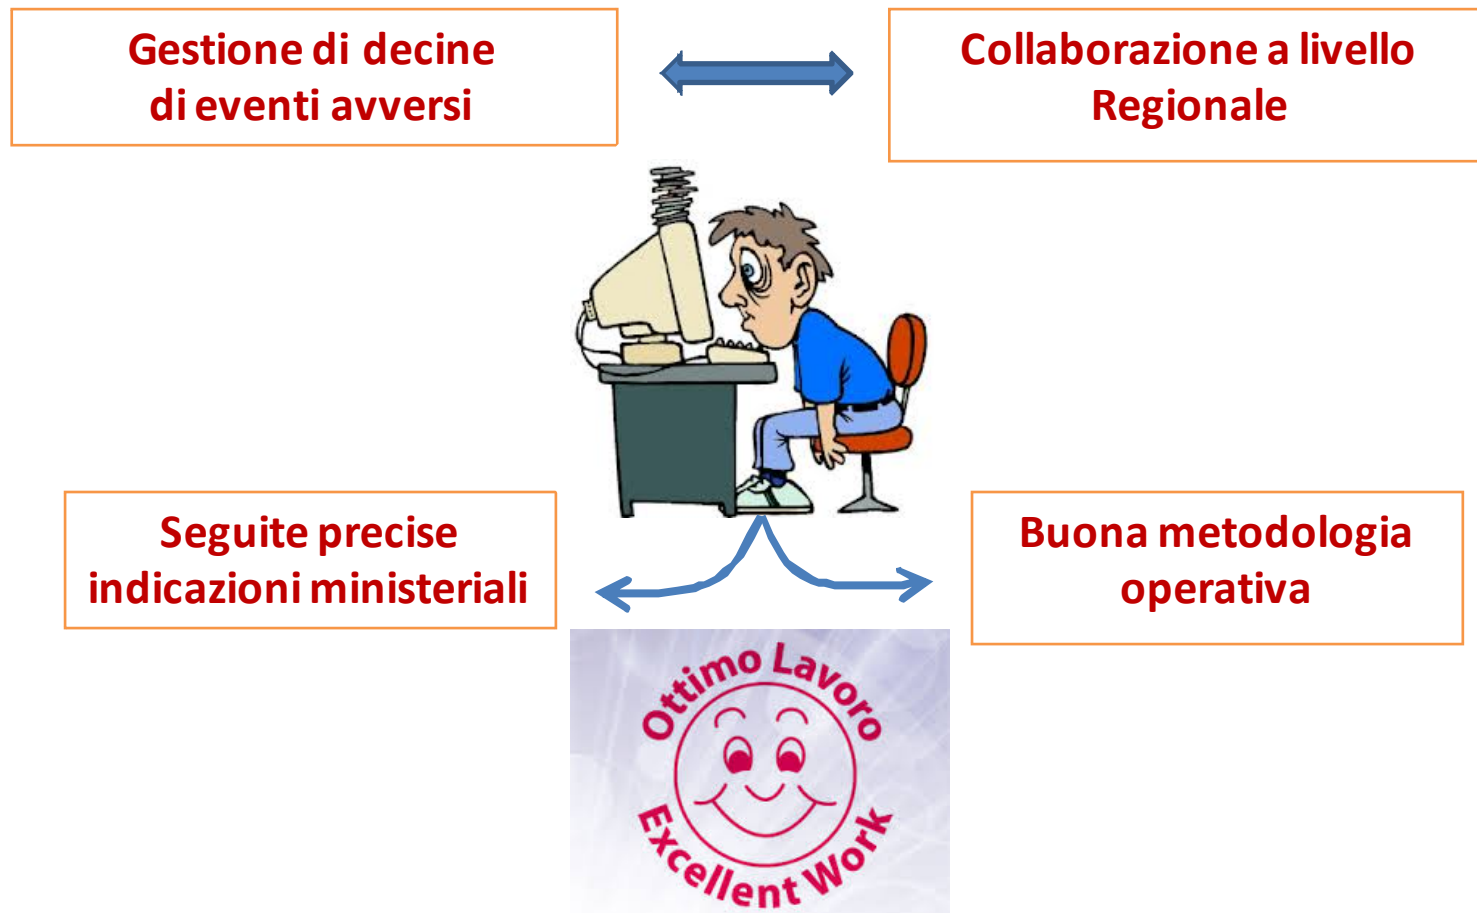 Gestione di decine
di eventi avversi
Collaborazione a livello
Regionale
Seguite precise
indicazioni ministeriali
Buona metodologia
operativa
Ottimo Lavoro
Excellent Work